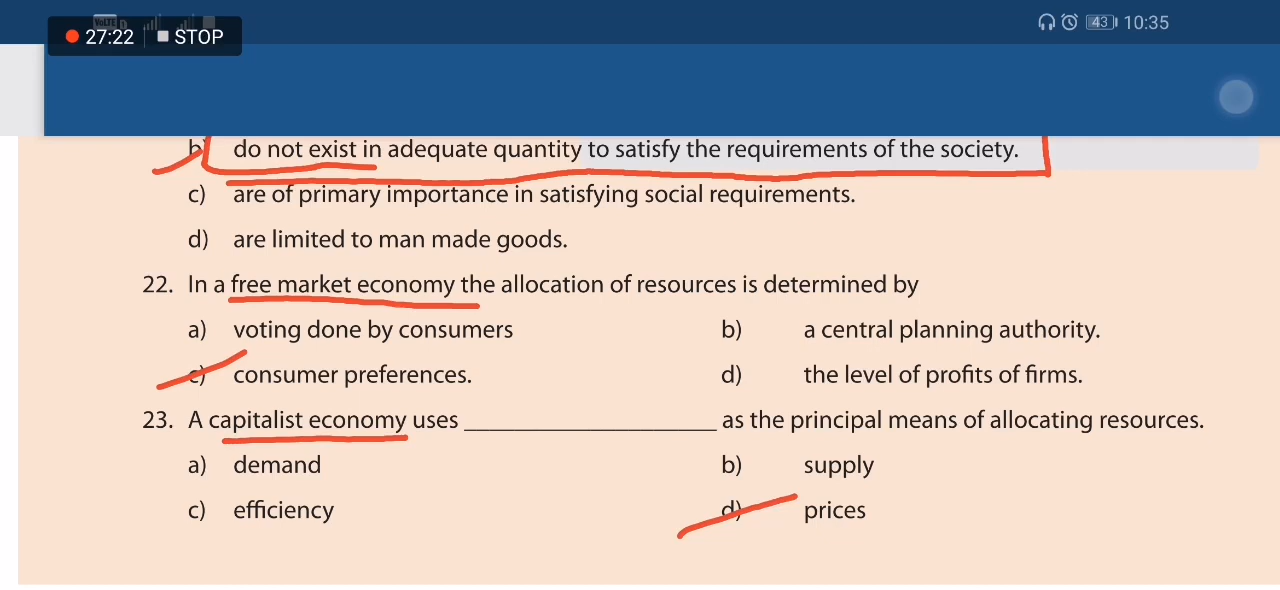 VoLTE
27:22 STOP
43 10:35
b) do not exist in adequate quantity to satisfy the requirements of the society.
c) are of primary importance in satisfying social requirements.
d) are limited to man made goods.
22. In a free market economy the allocation of resources is determined by
a) voting done by consumers b) a central planning authority.
c) consumer preferences. d) the level of profits of firms.
23. A capitalist economy uses ____________________ as the principal means of allocating resources.
a) demand b) supply
c) efficiency d) prices